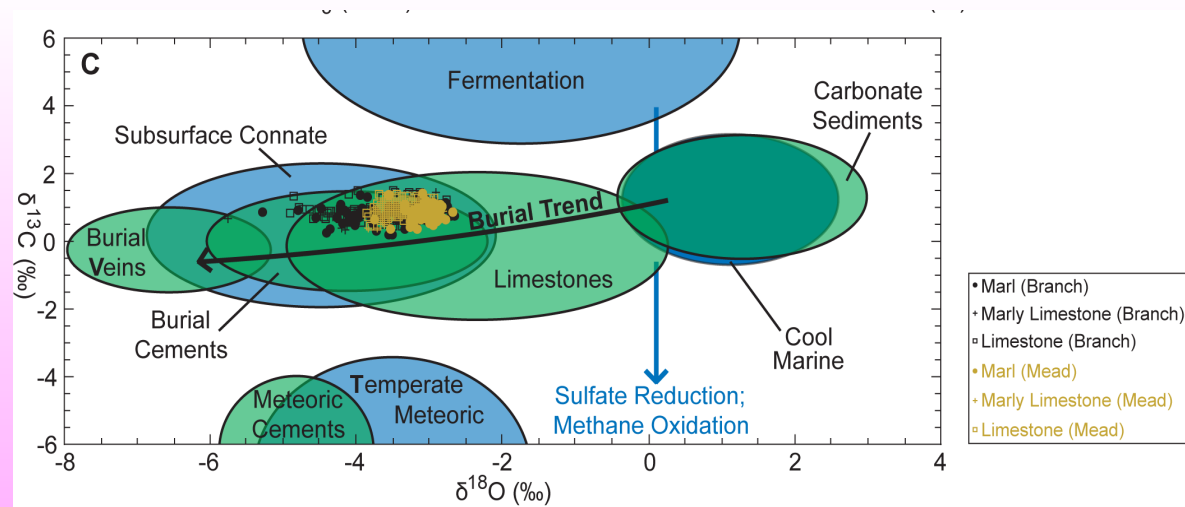 C
6
4
2
0
-2
-4
-6
δ13C (‰)
-8
-6
-4
-2
0
2
4
δ18O (‰)
Fermentation
Carbonate
Sediments
Subsurface Connate
Burial Trend
Burial
Veins
Limestones
Burial
Cements
Cool
Marine
Temperate
Meteoric
Meteoric
Cements
Sulfate Reduction;
Methane Oxidation
Marl (Branch)
Marly Limestone (Branch)
Limestone (Branch)
Marl (Mead)
Marly Limestone (Mead)
Limestone (Mead)